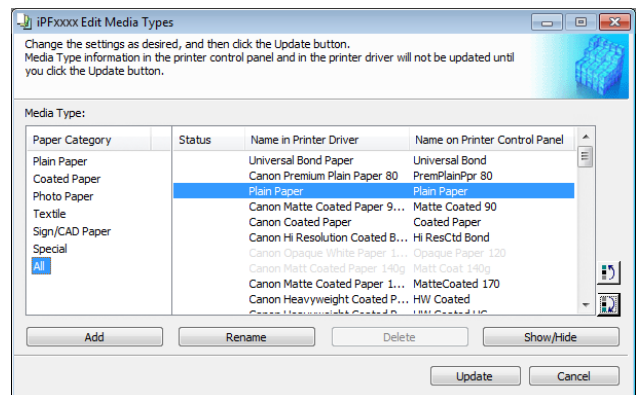 iPFxxxx Edit Media Types
Change the settings as desired, and then click the Update button.
Media Type information in the printer control panel and in the printer driver will not be updated until
you click the Update button.
Media Type:
Paper Category Status Name in Printer Driver Name on Printer Control Panel
Plain Paper Universal Bond Paper Universal Bond
Coated Paper Canon Premium Plain Paper 80 PremPlainPpr 80
Photo Paper Plain Paper Plain Paper
Textile Canon Matte Coated Paper 9... Matte Coated 90
Sign/CAD Paper Canon Coated Paper Coated Paper
Special Canon Hi Resolution Coated B... Hi ResCtd Bond
All Canon Opaque White Paper 1... Opaque Paper 120
Canon Matt Coated Paper 140g Matt Coat 140g
Canon Matte Coated Paper 1... MatteCoated 170
Canon Heavyweight Coated P... HW Coated
Add Rename Delete Show/Hide
Update Cancel